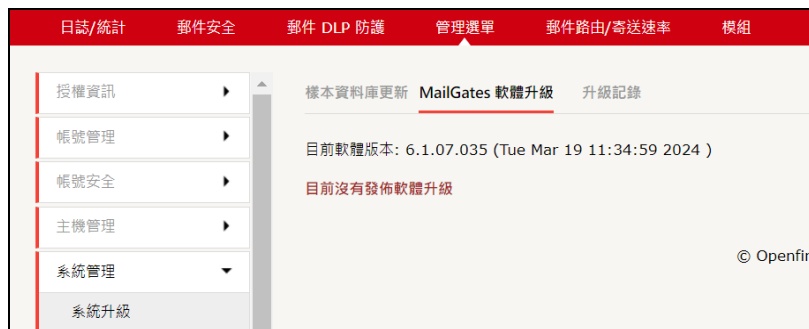 日誌/統計 郵件安全 郵件 DLP 防護 管理選單 郵件路由/寄送速率 模組
授權資訊
帳號管理
帳號安全
主機管理
系統管理
系統升級
樣本資料庫更新 MailGates 軟體升級 升級記錄
目前軟體版本: 6.1.07.035 (Tue Mar 19 11:34:59 2024 )
目前沒有發佈軟體升級
© Openfin